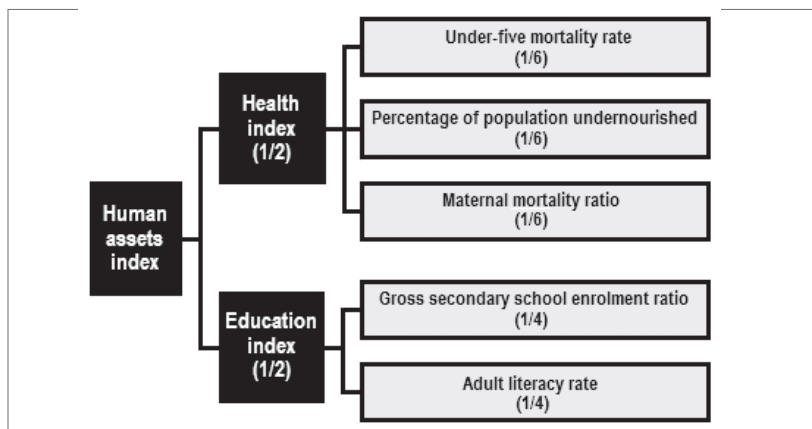 Human
assets
index
Health
index
(1/2)
Under-five mortality rate
(1/6)
Percentage of population undernourished
(1/6)
Maternal mortality ratio
(1/6)
Education
index
(1/2)
Gross secondary school enrolment ratio
(1/4)
Adult literacy rate
(1/4)